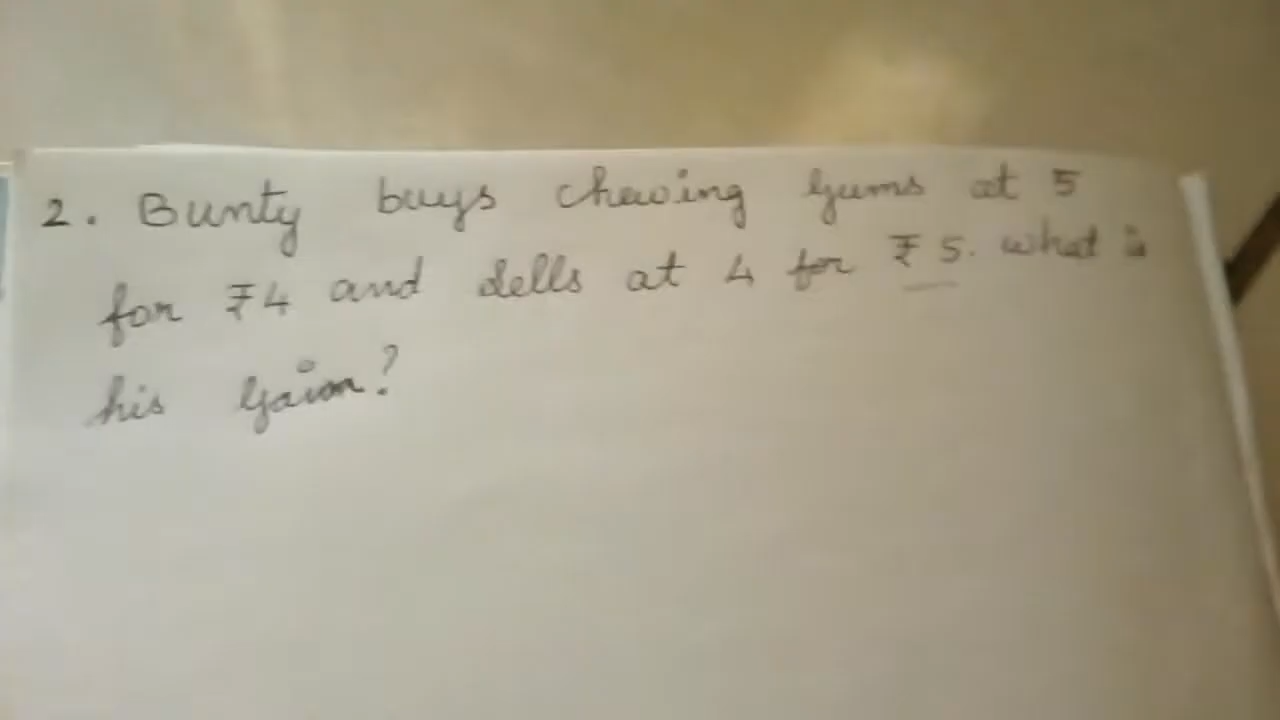 2. Bunty buys chewing gums at 5
for ₹4 and sells at 4 for ₹5. what is
his gain?